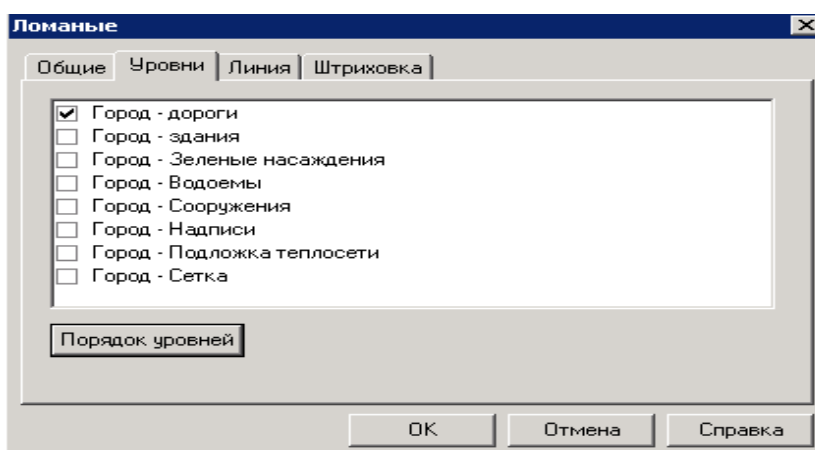 Ломаные
Общие Уровни Линия Штриховка
Город - дороги
Город - здания
Город - Зеленые насаждения
Город - Водоемы
Город - Сооружения
Город - Надписи
Город - Подложка теплосети
Город - Сетка
Порядок уровней
OK Отмена Справка